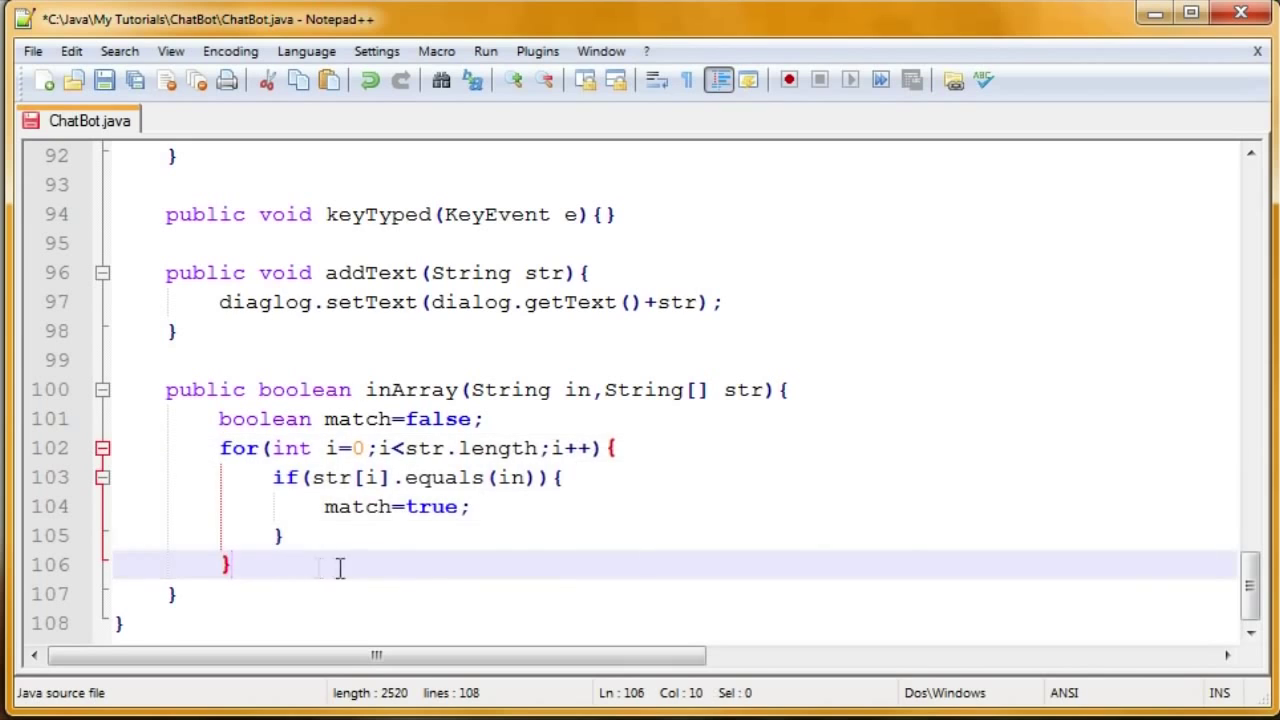 *C:\Java\My Tutorials\ChatBot\ChatBot.java - Notepad++
File Edit Search View Encoding Language Settings Macro Run Plugins Window ? X
ABC
ChatBot.java
92 }
93
94 public void keyTyped(KeyEvent e){}
95
96 public void addText(String str){
97 diaglog.setText(dialog.getText()+str);
98 }
99
100 public boolean inArray(String in,String[] str){
101 boolean match=false;
102 for(int i=0;i<str.length;i++){
103 if(str[i].equals(in)){
104 match=true;
105 }
106 }
107 }
108 }
Java source file length : 2520 lines : 108 Ln : 106 Col : 10 Sel : 0 Dos\Windows ANSI INS